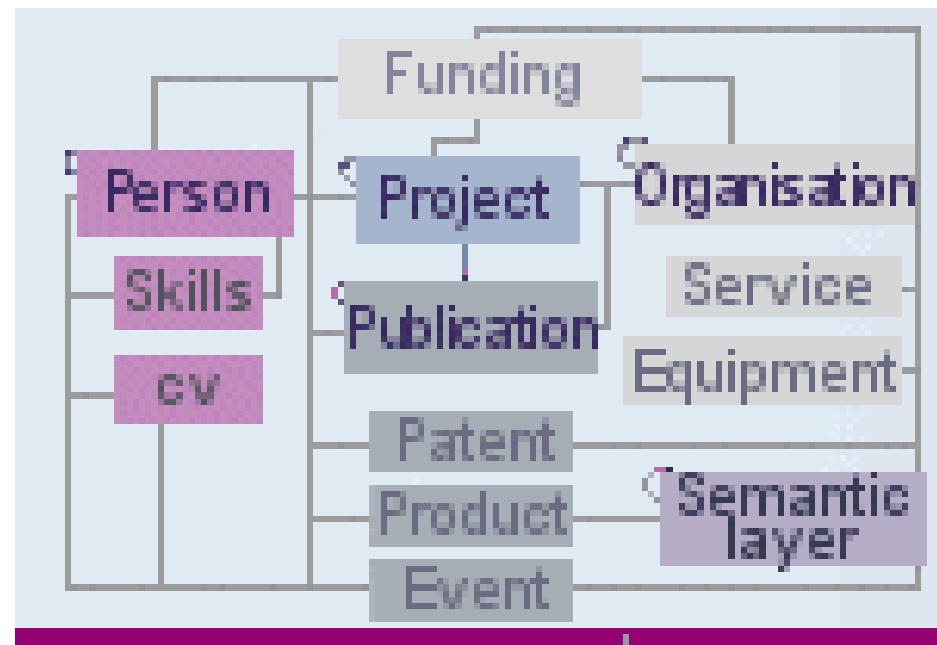 Funding
Person
Project
Organisation
Skills
Service
Publication
cv
Equipment
Patent
Product
Semantic
layer
Event